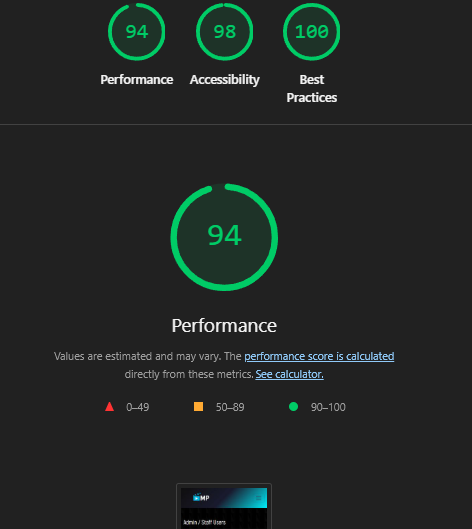 94
98
100
Performance
Accessibility
Best
Practices
94
Performance
Values are estimated and may vary. The performance score is calculated
directly from these metrics. See calculator.
0–49
50–89
90–100
MP
Admin / Staff Users